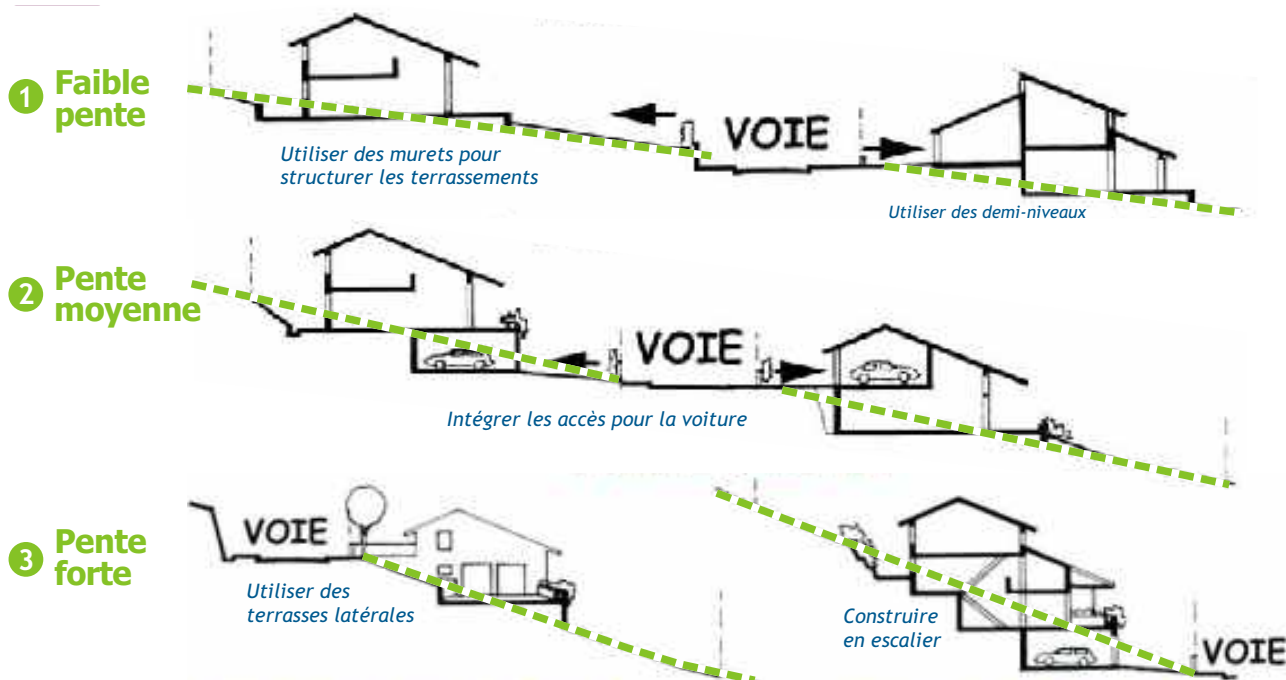 1 Faible
pente
VOIE
Utiliser des murets pour
structurer les terrassements
Utiliser des demi-niveaux
2 Pente
moyenne
VOIE
Intégrer les accès pour la voiture
3 Pente
forte
VOIE
Utiliser des
terrasses latérales
Construire
en escalier
VOIE